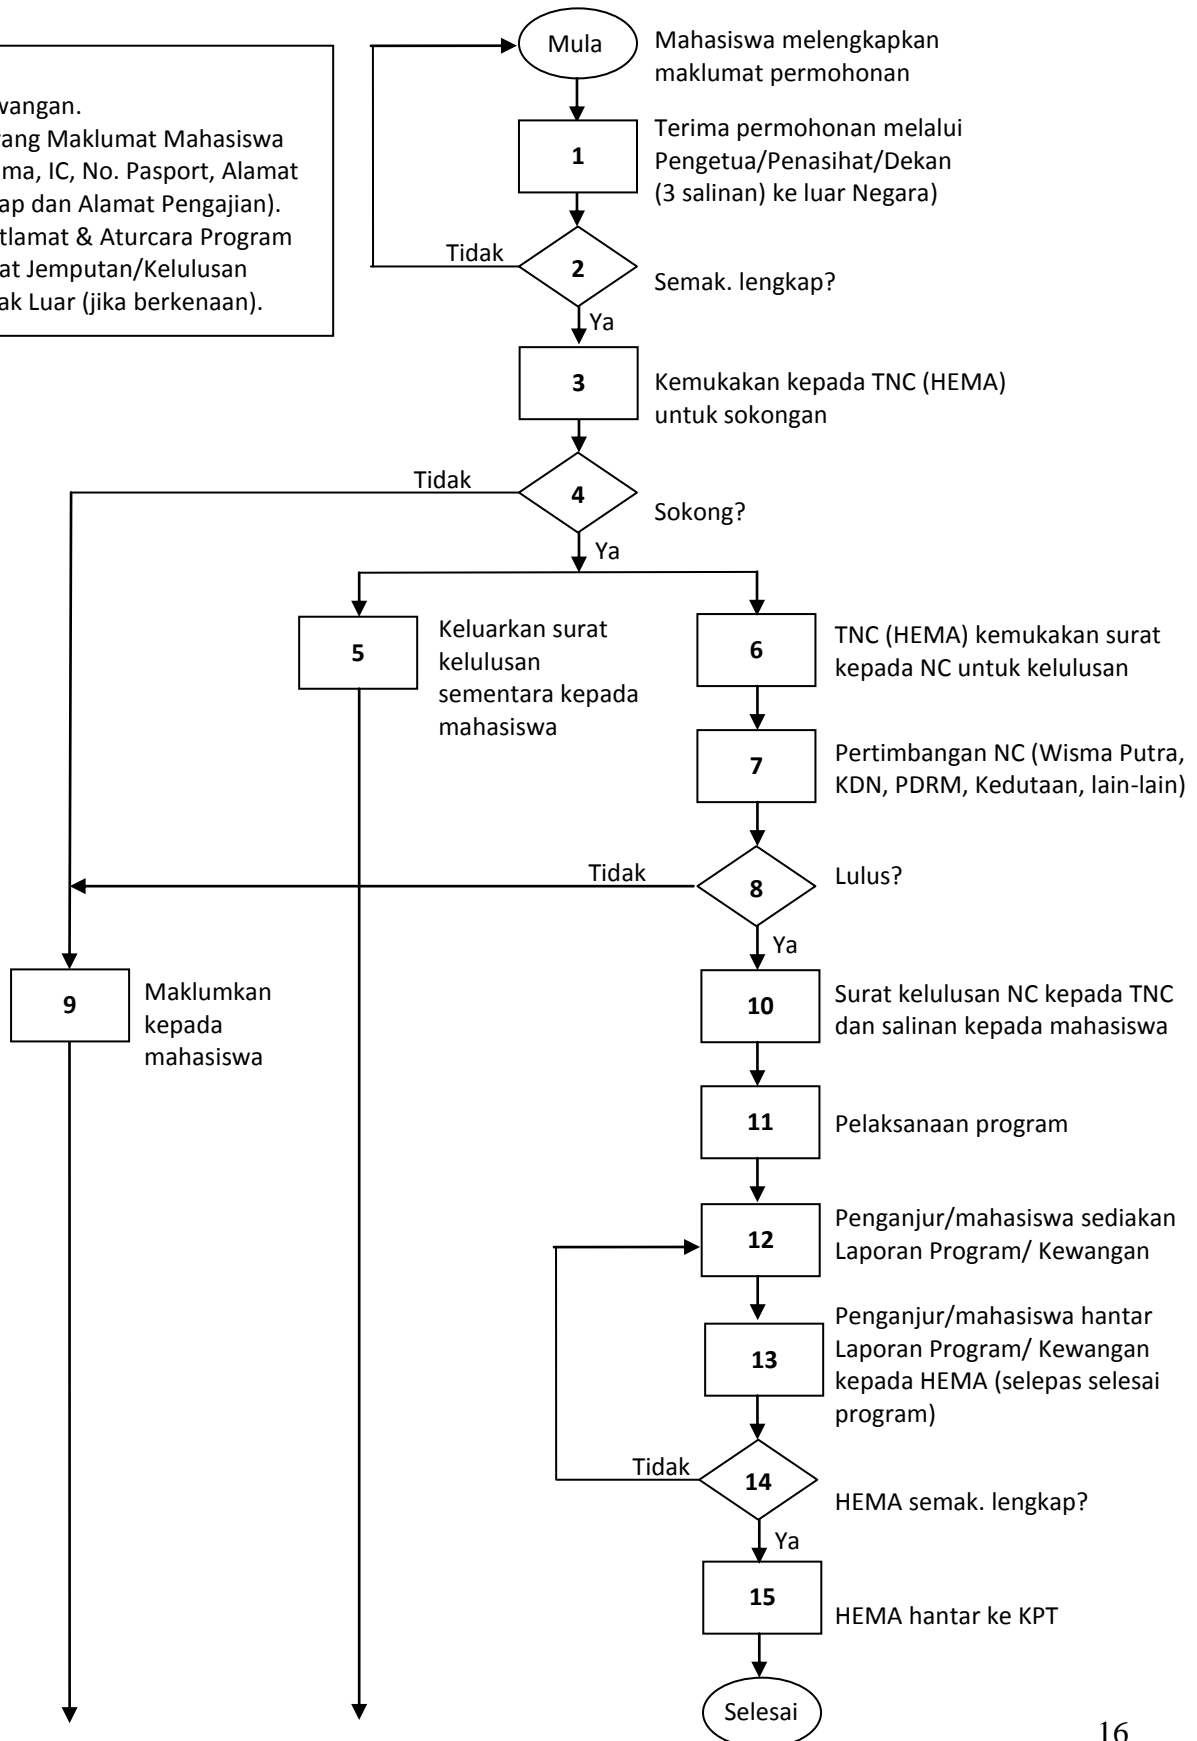 Mula
Mahasiswa melengkapkan
maklumat permohonan
wangan.
rang Maklumat Mahasiswa
ma, IC, No. Pasport, Alamat
ap dan Alamat Pengajian).
tlamat & Aturcara Program
at Jemputan/Kelulusan
ak Luar (jika berkenaan).
1
Terima permohonan melalui
Pengetua/Penasihat/Dekan
(3 salinan) ke luar Negara)
Tidak
2
Semak. lengkap?
Ya
3
Kemukakan kepada TNC (HEMA)
untuk sokongan
Tidak
4
Sokong?
Ya
5
Keluarkan surat
kelulusan
sementara kepada
mahasiswa
6
TNC (HEMA) kemukakan surat
kepada NC untuk kelulusan
7
Pertimbangan NC (Wisma Putra,
KDN, PDRM, Kedutaan, lain-lain)
Tidak
8
Lulus?
Ya
9
Maklumkan
kepada
mahasiswa
10
Surat kelulusan NC kepada TNC
dan salinan kepada mahasiswa
11
Pelaksanaan program
12
Penganjur/mahasiswa sediakan
Laporan Program/ Kewangan
13
Penganjur/mahasiswa hantar
Laporan Program/ Kewangan
kepada HEMA (selepas selesai
program)
Tidak
14
HEMA semak. lengkap?
Ya
15
HEMA hantar ke KPT
Selesai
16